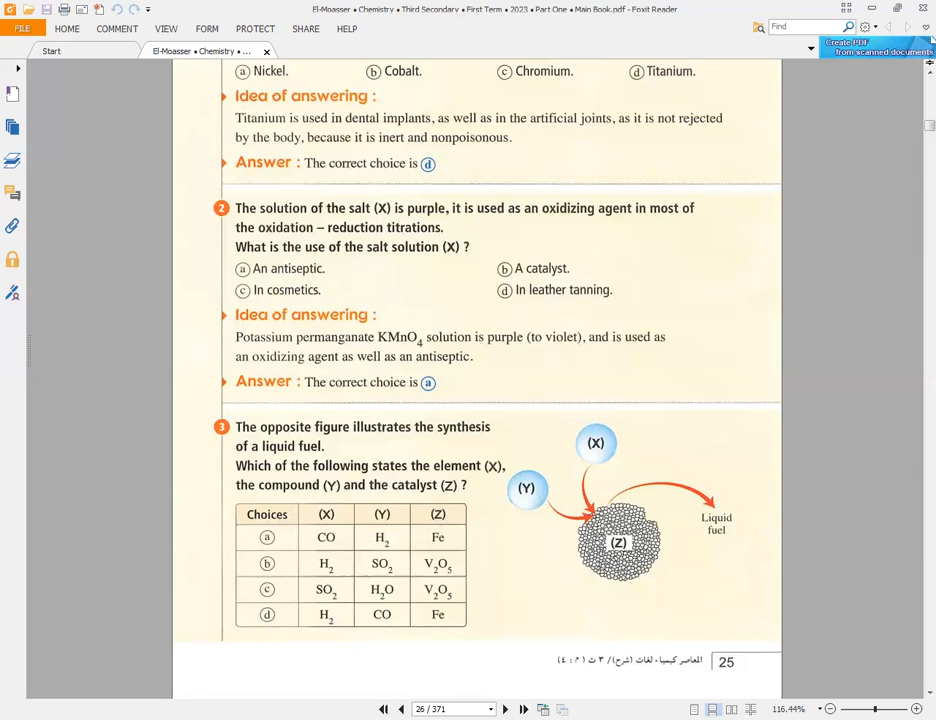 El-Moasser • Chemistry • Third Secondary • First Term • 2023 • Part One • Main Book.pdf - Foxit Reader
FILE HOME COMMENT VIEW FORM PROTECT SHARE HELP
Find
Create PDF
from scanned documents
Start El-Moasser • Chemistry • ...
a Nickel. b Cobalt. c Chromium. d Titanium.
Idea of answering :
Titanium is used in dental implants, as well as in the artificial joints, as it is not rejected
by the body, because it is inert and nonpoisonous.
Answer : The correct choice is d
2 The solution of the salt (X) is purple, it is used as an oxidizing agent in most of
the oxidation – reduction titrations.
What is the use of the salt solution (X) ?
a An antiseptic. b A catalyst.
c In cosmetics. d In leather tanning.
Idea of answering :
Potassium permanganate KMnO4 solution is purple (to violet), and is used as
an oxidizing agent as well as an antiseptic.
Answer : The correct choice is a
3 The opposite figure illustrates the synthesis
of a liquid fuel.
Which of the following states the element (X),
the compound (Y) and the catalyst (Z) ?
Choices (X) (Y) (Z)
a CO H2 Fe
b H2 SO2 V2O5
c SO2 H2O V2O5
d H2 CO Fe
(X)
(Y)
(Z)
Liquid
fuel
المعاصر كيمياء لغات (شرح) / ٣ ث (م : ٤) 25
26 / 371
116.44%